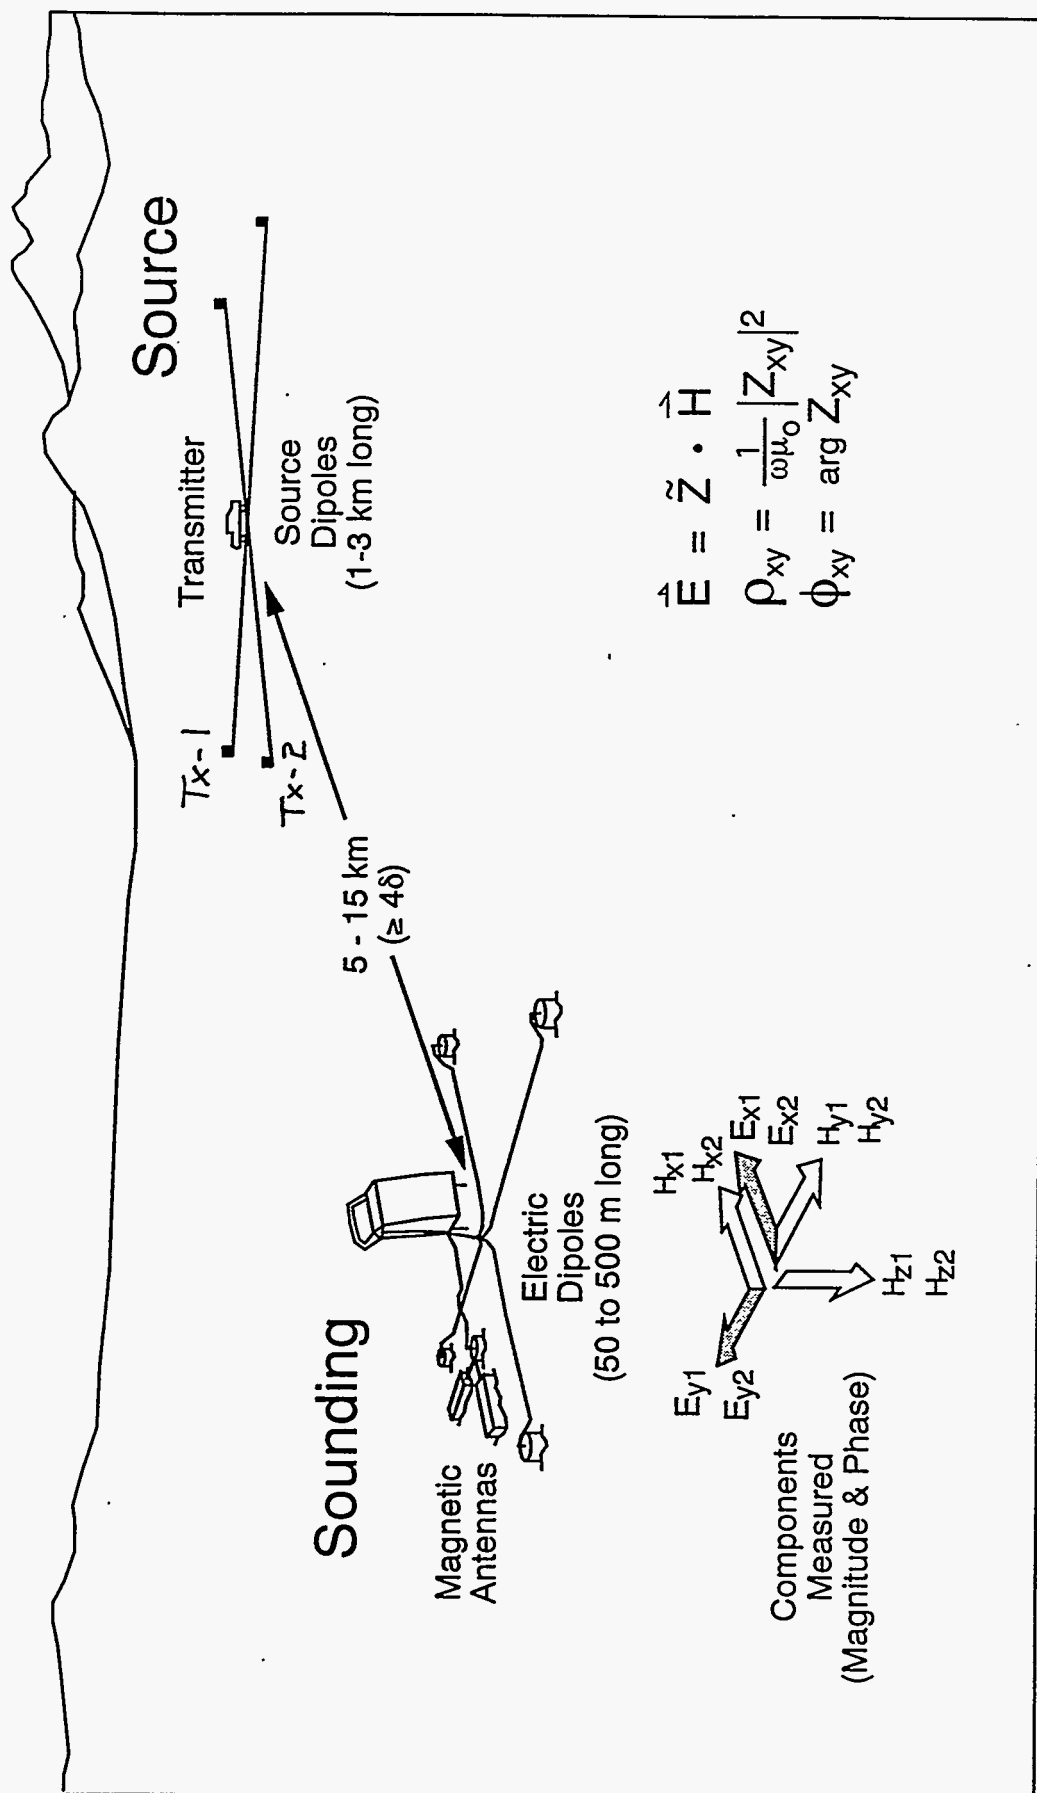 Sounding
Source
Transmitter
Tx-1
Tx-2
Source
Dipoles
(1-3 km long)
5 - 15 km
(≥ 4δ)
Magnetic
Antennas
Electric
Dipoles
(50 to 500 m long)
Components
Measured
(Magnitude & Phase)
Ey1
Ey2
Hx1
Hx2
Ex1
Ex2
Hy1
Hy2
Hz1
Hz2
E = Z̃ · H
ρxy = 1/ωμo |Zxy|²
ϕxy = arg Zxy